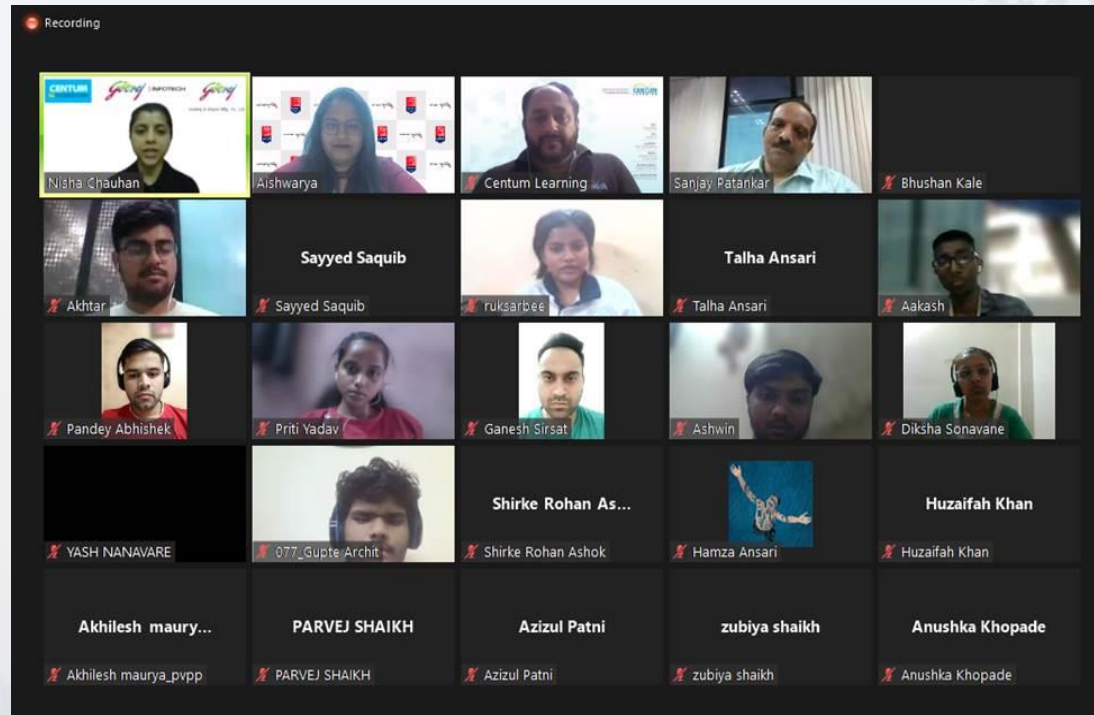 Recording
CENTUM
Godrej | INFOTECH
Godrej
Nisha Chauhan
Aishwarya
CENTUM
Centum Learning
Sanjay Patankar
Bhushan Kale
Akhtar
Sayyed Saquib
Sayyed Saquib
ruksarbee
Talha Ansari
Talha Ansari
Aakash
Pandey Abhishek
Priti Yadav
Ganesh Sirsat
Ashwin
Diksha Sonavane
YASH NANAVARE
077_Gupte Archit
Shirke Rohan As...
Shirke Rohan Ashok
Hamza Ansari
Huzaifah Khan
Huzaifah Khan
Akhilesh maury...
Akhilesh maurya_pvpp
PARVEJ SHAIKH
PARVEJ SHAIKH
Azizul Patni
Azizul Patni
zubiya shaikh
zubiya shaikh
Anushka Khopade
Anushka Khopade